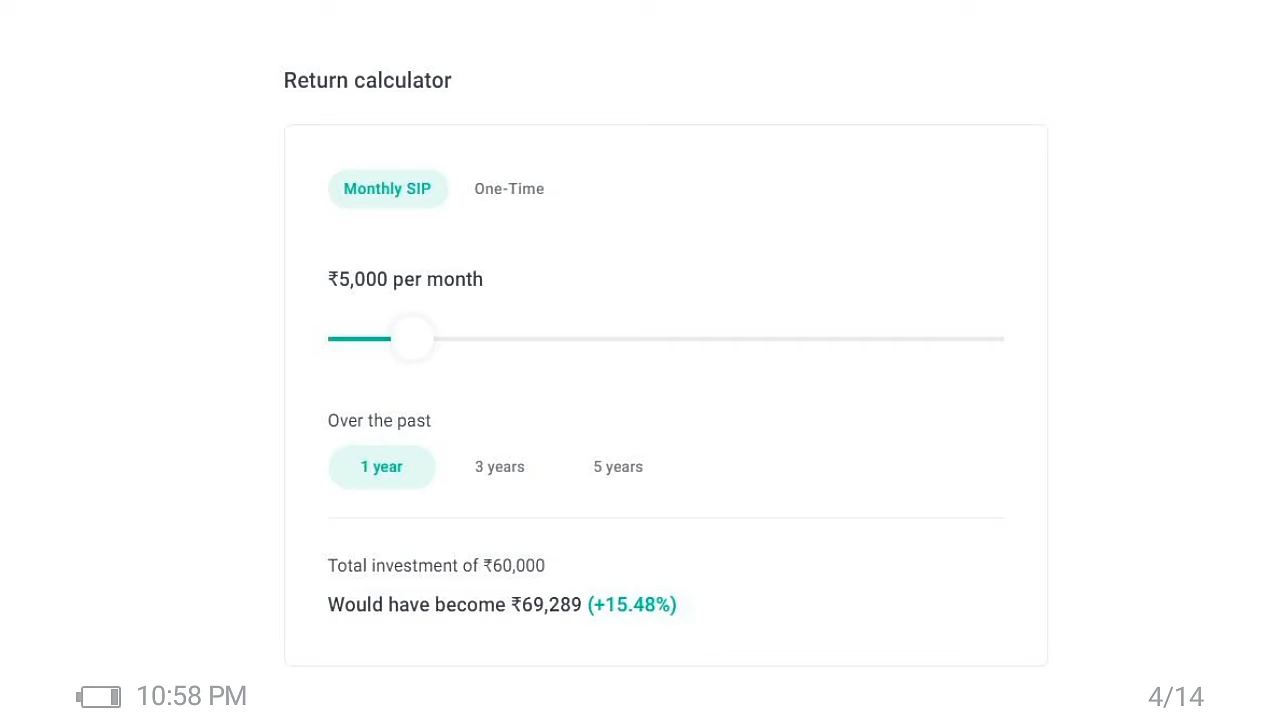 Return calculator
Monthly SIP One-Time
₹5,000 per month
Over the past
1 year 3 years 5 years
Total investment of ₹60,000
Would have become ₹69,289 (+15.48%)
10:58 PM 4/14